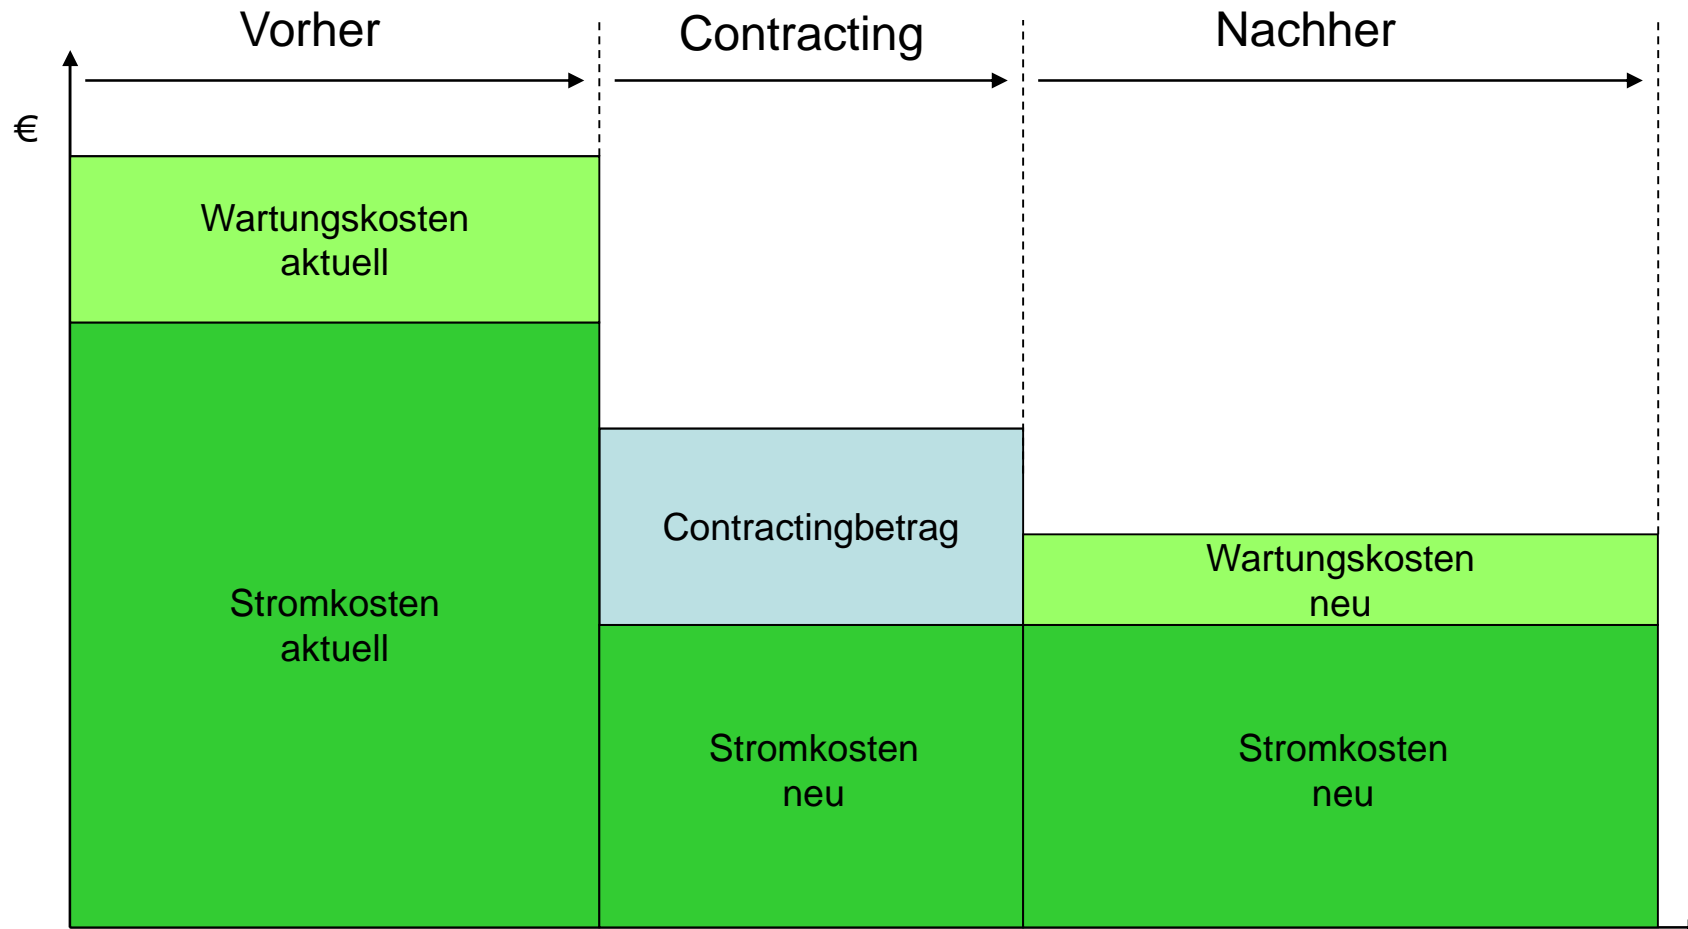 Vorher
Contracting
Nachher
€
Wartungskosten
aktuell
Stromkosten
aktuell
Contractingbetrag
Stromkosten
neu
Wartungskosten
neu
Stromkosten
neu